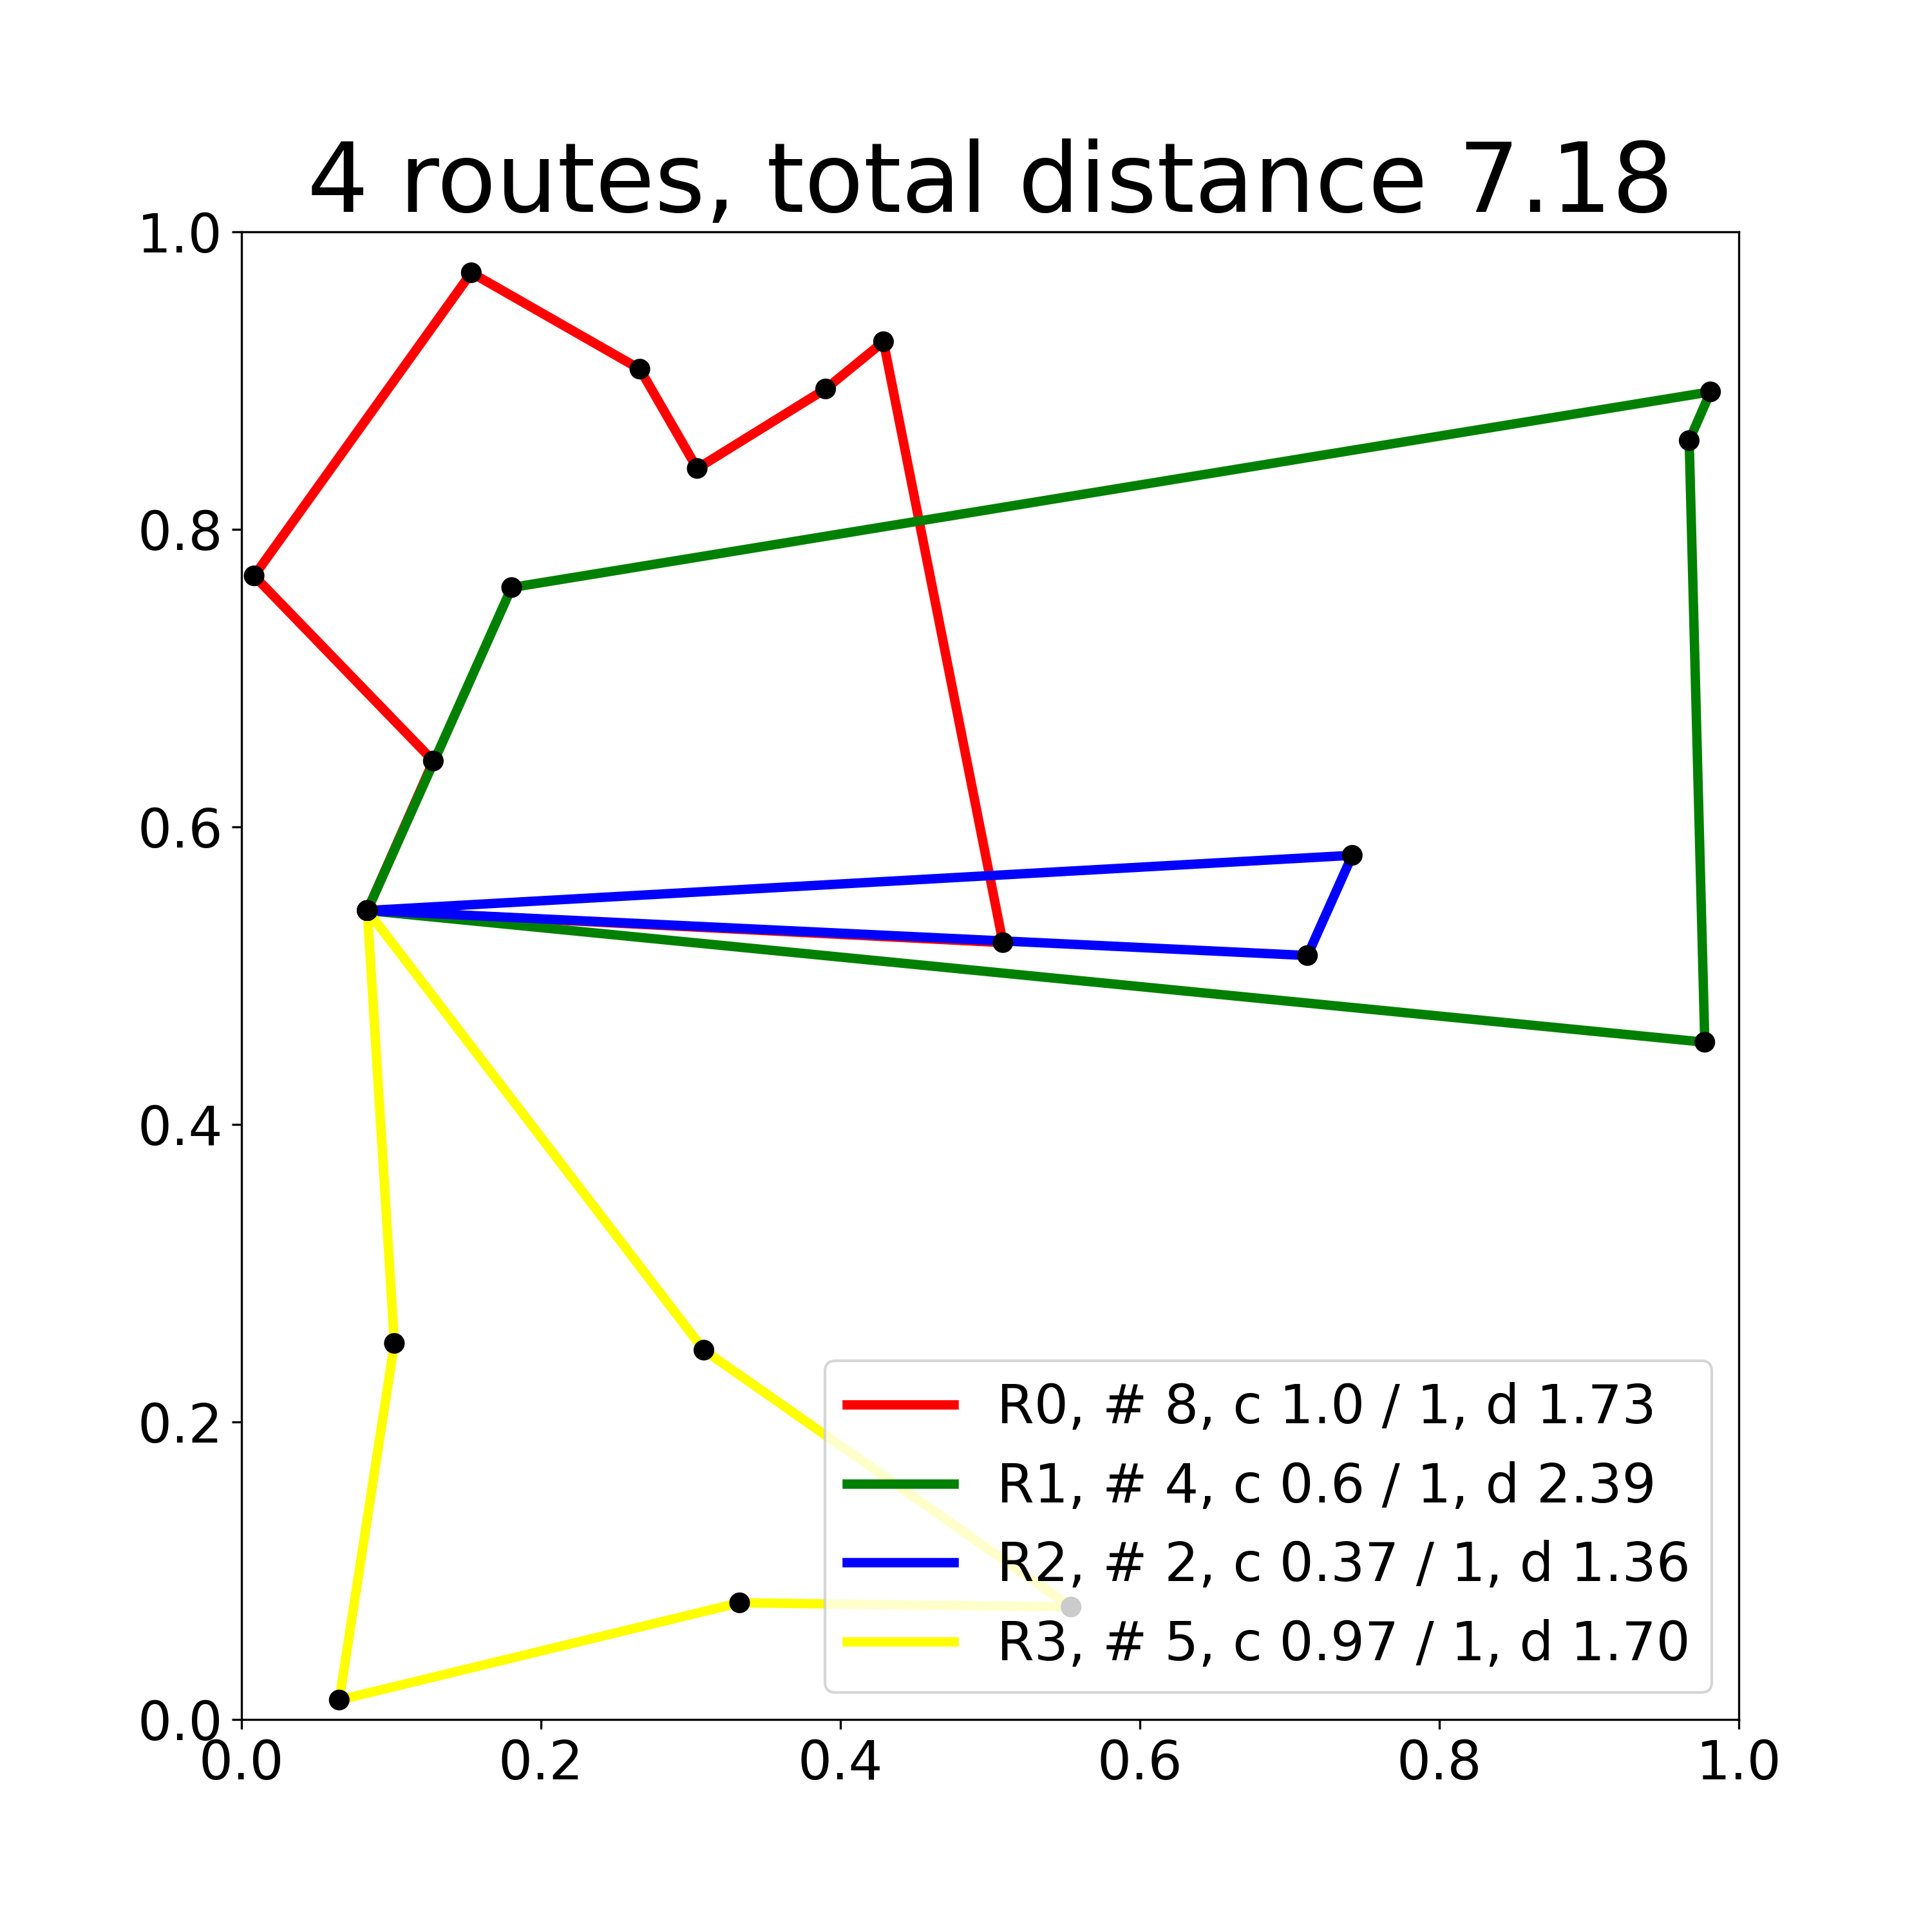 4 routes, total distance 7.18
1.0
0.8
0.6
0.4
0.2
0.0
R0, # 8, c 1.0 / 1, d 1.73
R1, # 4, c 0.6 / 1, d 2.39
R2, # 2, c 0.37 / 1, d 1.36
R3, # 5, c 0.97 / 1, d 1.70
0.0 0.2 0.4 0.6 0.8 1.0